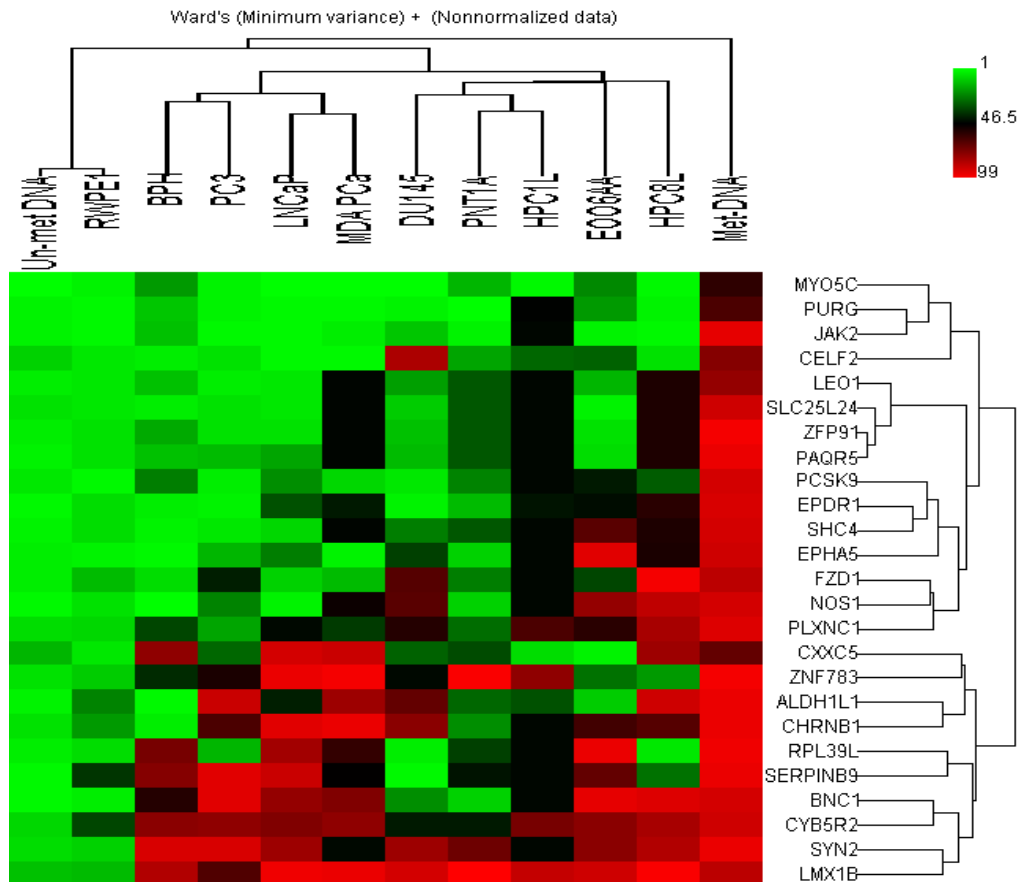 Ward's (Minimum variance) + (Nonnormalized data)
1
46.5
99
Un-met DNA
RWPE1
BPH
PC3
LNCaP
MDA PCa
DU145
PNT1A
HPC1L
E006AA
HPC8L
Met-DNA
MYO5C
PURG
JAK2
CELF2
LEO1
SLC25L24
ZFP91
PAQR5
PCSK9
EPDR1
SHC4
EPHA5
FZD1
NOS1
PLXNC1
CXXC5
ZNF783
ALDH1L1
CHRNB1
RPL39L
SERPINB9
BNC1
CYB5R2
SYN2
LMX1B